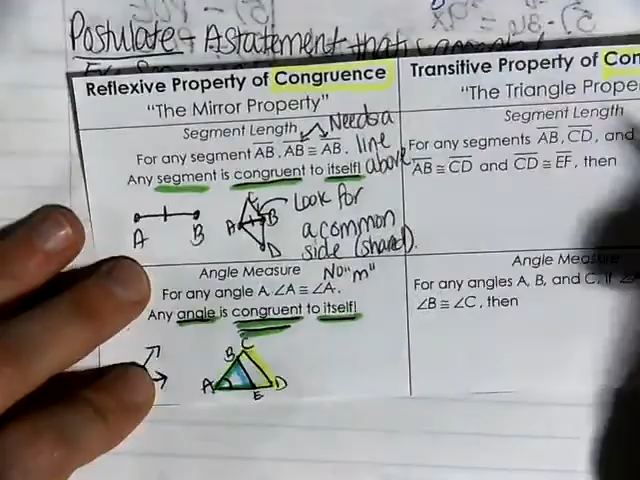 Postulate - A statement that
Reflexive Property of Congruence
"The Mirror Property"
Segment Length
Needs a line above
For any segment AB, AB ≅ AB.
Any segment is congruent to itself!
A B
C
A B
D
Look for
a common
side (shared).
Angle Measure
No "m"
For any angle A, ∠A ≅ ∠A.
Any angle is congruent to itself!
C
B
A E D
Transitive Property of Con
"The Triangle Prope
Segment Length
For any segments AB, CD, and
AB ≅ CD and CD ≅ EF, then
Angle Measure
For any angles A, B, and C, if
∠B ≅ ∠C, then